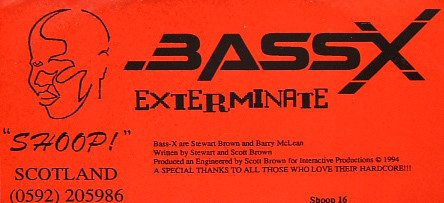 BASS X
EXTERMINATE
"SHOOP!"
SCOTLAND
(0592) 205986
Bass-X are Stewart Brown and Barry McLean
Written by Stewart and Scott Brown
Produced an Engineered by Scott Brown for Interactive Productions © 1994
A SPECIAL THANKS TO ALL THOSE WHO LOVE THEIR HARDCORE!!!
Shoop 16